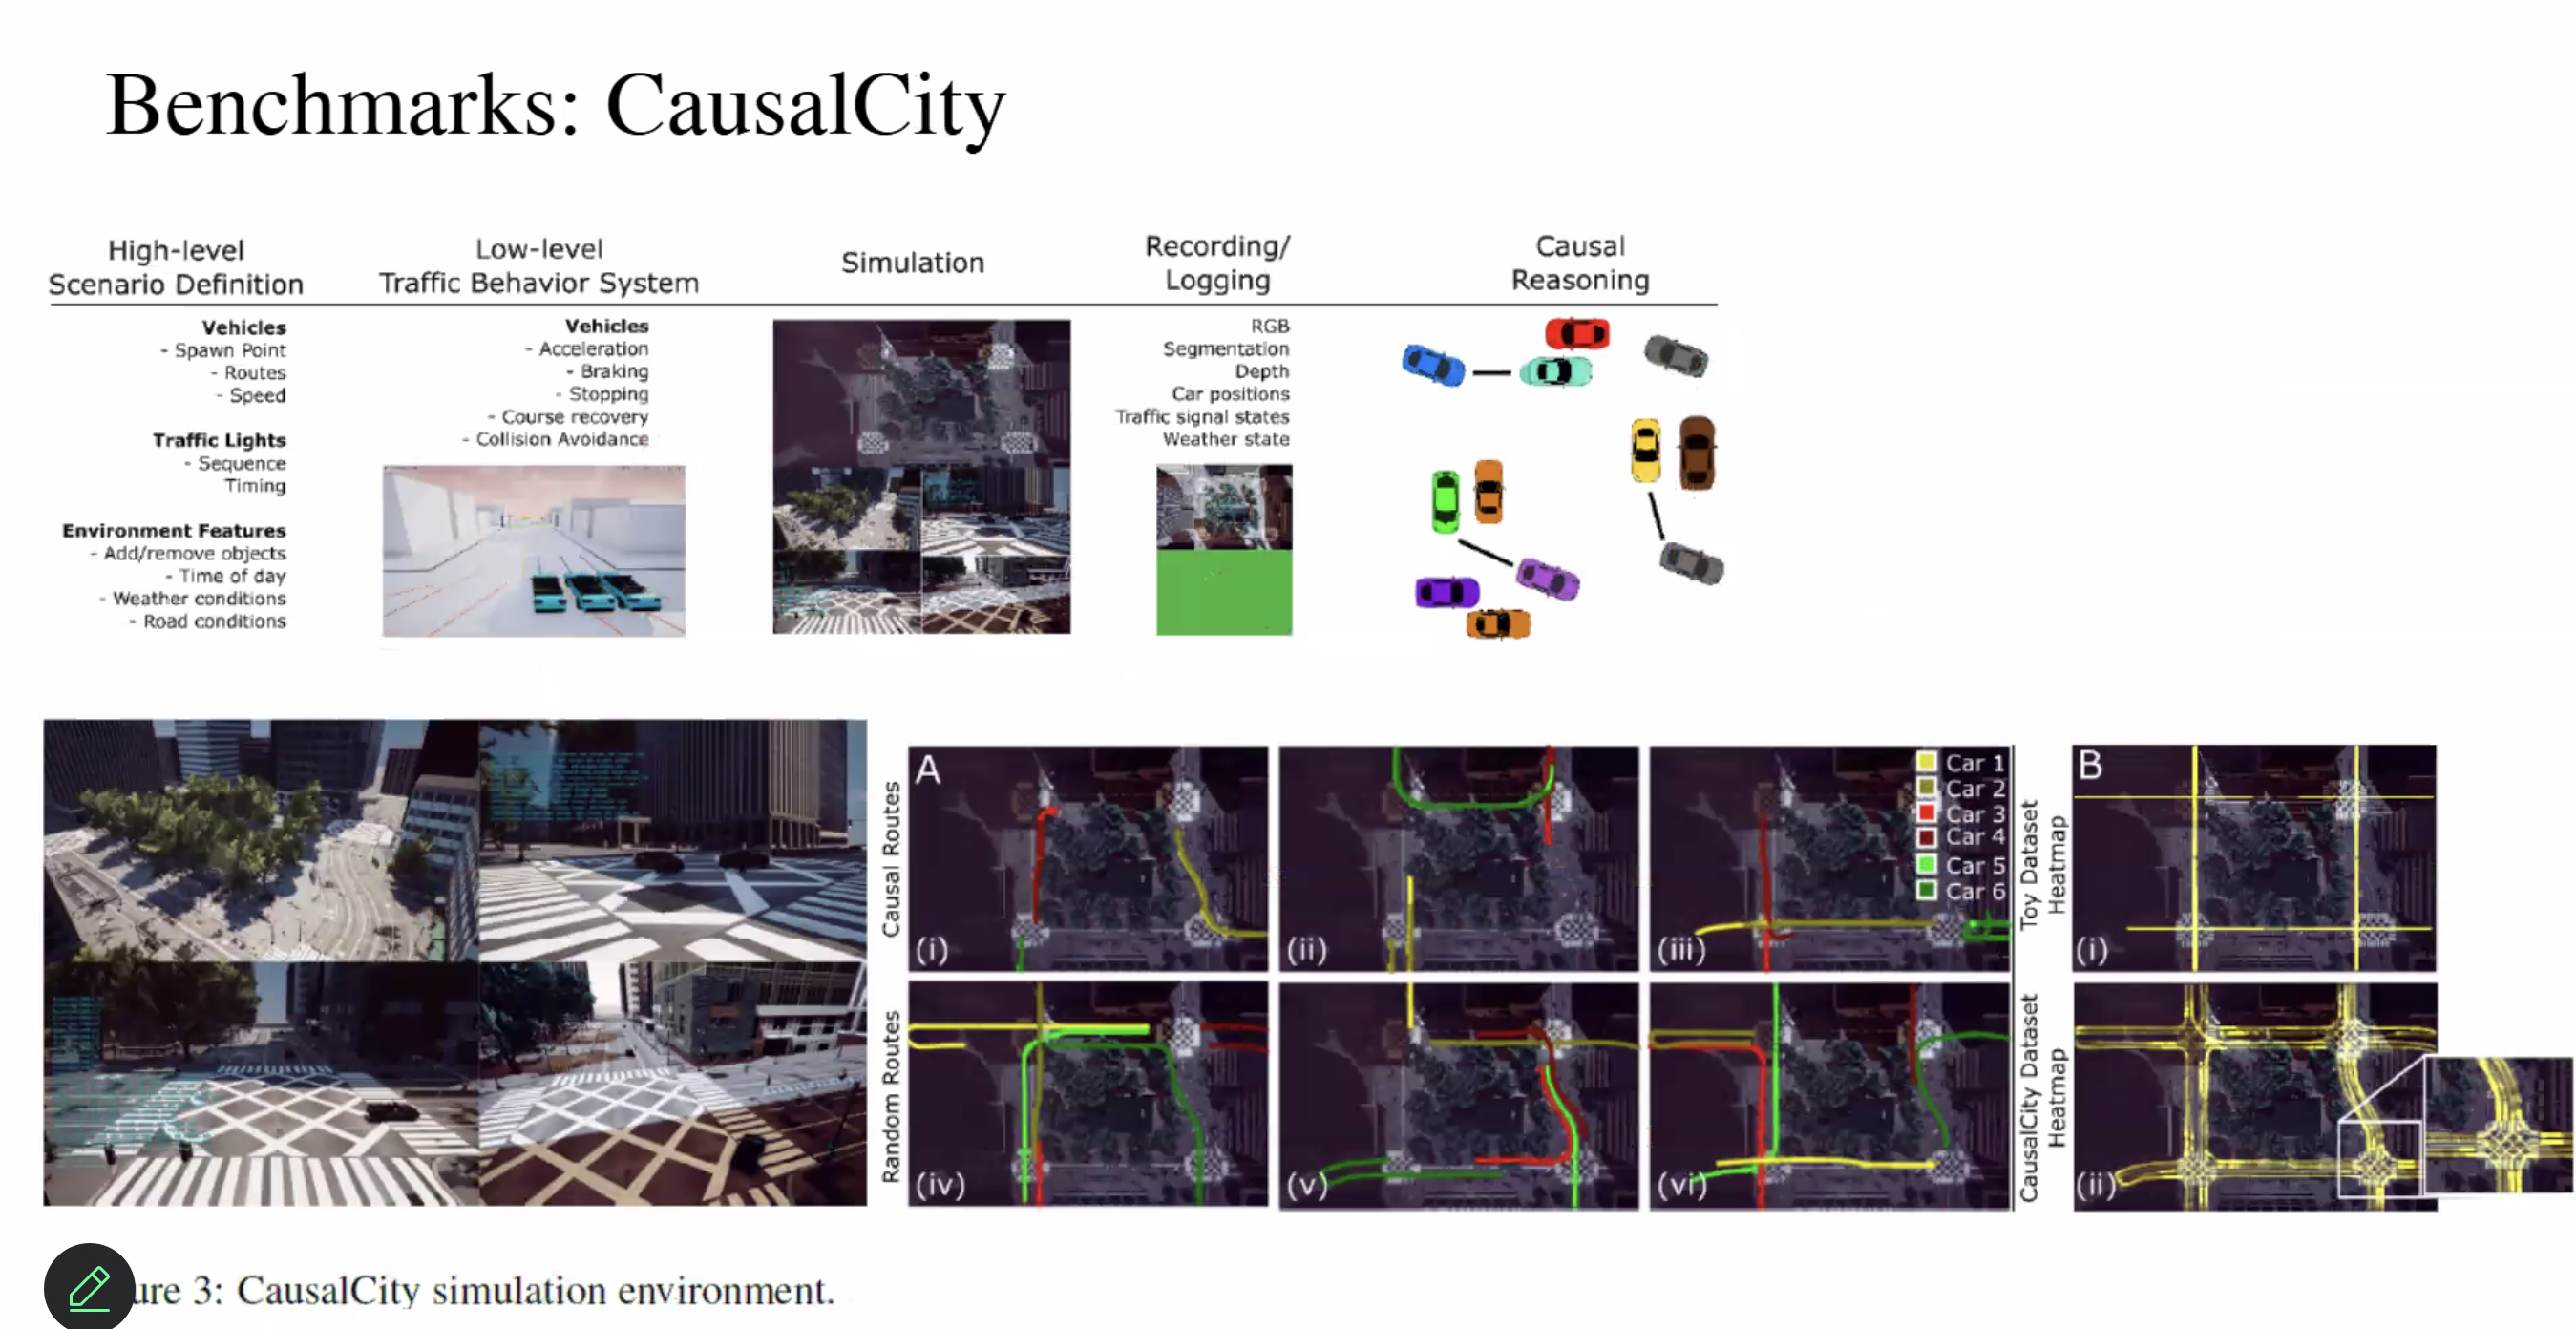 Benchmarks: CausalCity
High-level
Scenario Definition
Low-level
Traffic Behavior System
Simulation
Recording/
Logging
Causal
Reasoning
Vehicles
- Spawn Point
- Routes
- Speed
Traffic Lights
- Sequence
Timing
Environment Features
- Add/remove objects
- Time of day
- Weather conditions
- Road conditions
Vehicles
- Acceleration
- Braking
- Stopping
- Course recovery
- Collision Avoidance
RGB
Segmentation
Depth
Car positions
Traffic signal states
Weather state
Causal Routes
A
(i)
(ii)
(iii)
Car 1
Car 2
Car 3
Car 4
Car 5
Car 6
Random Routes
(iv)
(v)
(vi)
Toy Dataset
Heatmap
B
(i)
CausalCity Dataset
Heatmap
(ii)
ure 3: CausalCity simulation environment.